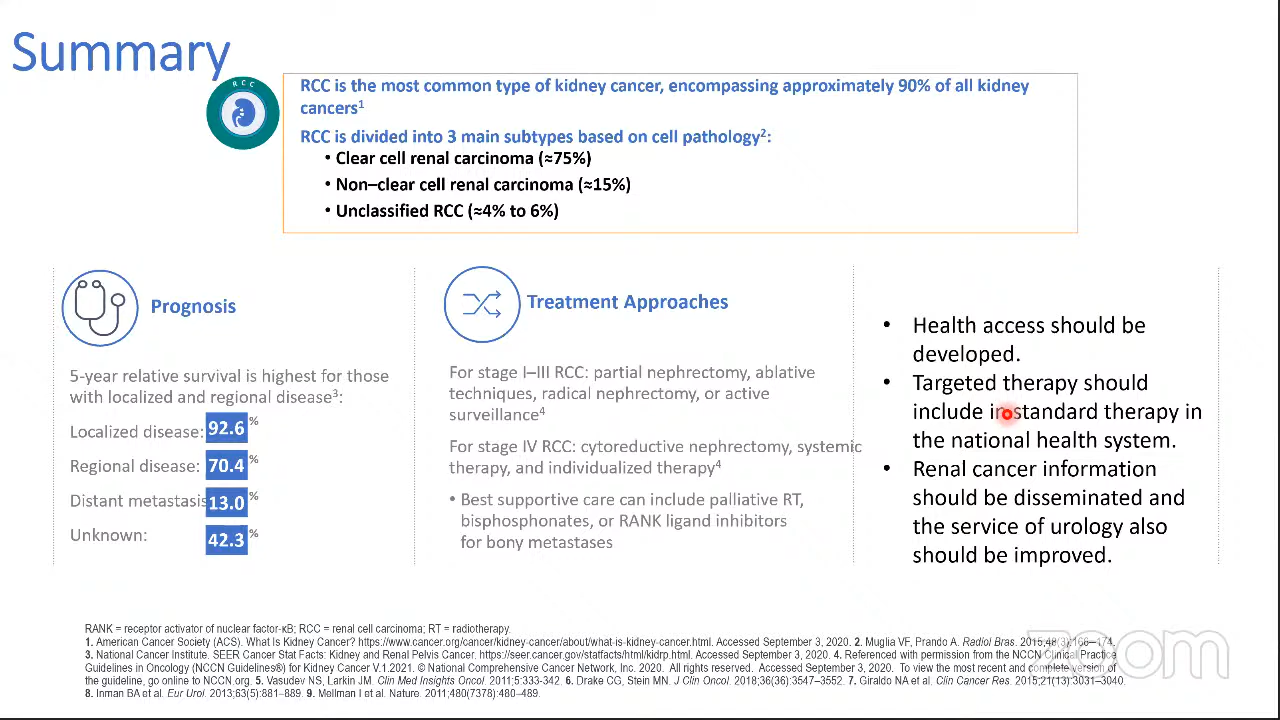 Summary
RCC
RCC is the most common type of kidney cancer, encompassing approximately 90% of all kidney
cancers1
RCC is divided into 3 main subtypes based on cell pathology2:
• Clear cell renal carcinoma (≈75%)
• Non–clear cell renal carcinoma (≈15%)
• Unclassified RCC (≈4% to 6%)
Prognosis
5-year relative survival is highest for those
with localized and regional disease3:
Localized disease: 92.6 %
Regional disease: 70.4 %
Distant metastasis 13.0 %
Unknown: 42.3 %
Treatment Approaches
For stage I–III RCC: partial nephrectomy, ablative
techniques, radical nephrectomy, or active
surveillance4
For stage IV RCC: cytoreductive nephrectomy, systemic
therapy, and individualized therapy4
• Best supportive care can include palliative RT,
bisphosphonates, or RANK ligand inhibitors
for bony metastases
• Health access should be
developed.
• Targeted therapy should
include in standard therapy in
the national health system.
• Renal cancer information
should be disseminated and
the service of urology also
should be improved.
RANK = receptor activator of nuclear factor-κB; RCC = renal cell carcinoma; RT = radiotherapy.
1. American Cancer Society (ACS). What Is Kidney Cancer? https://www.cancer.org/cancer/kidney-cancer/about/what-is-kidney-cancer.html. Accessed September 3, 2020. 2. Muglia VF, Prando A. Radiol Bras. 2015;48(3):166–174.
3. National Cancer Institute. SEER Cancer Stat Facts: Kidney and Renal Pelvis Cancer. https://seer.cancer.gov/statfacts/html/kidrp.html. Accessed September 3, 2020. 4. Referenced with permission from the NCCN Clinical Practice
Guidelines in Oncology (NCCN Guidelines®) for Kidney Cancer V.1.2021. © National Comprehensive Cancer Network, Inc. 2020. All rights reserved. Accessed September 3, 2020. To view the most recent and complete version of
the guideline, go online to NCCN.org. 5. Vasudev NS, Larkin JM. Clin Med Insights Oncol. 2011;5:333-342. 6. Drake CG, Stein MN. J Clin Oncol. 2018;36(36):3547–3552. 7. Giraldo NA et al. Clin Cancer Res. 2015;21(13):3031–3040.
8. Inman BA et al. Eur Urol. 2013;63(5):881–889. 9. Mellman I et al. Nature. 2011;480(7378):480–489.
zoom